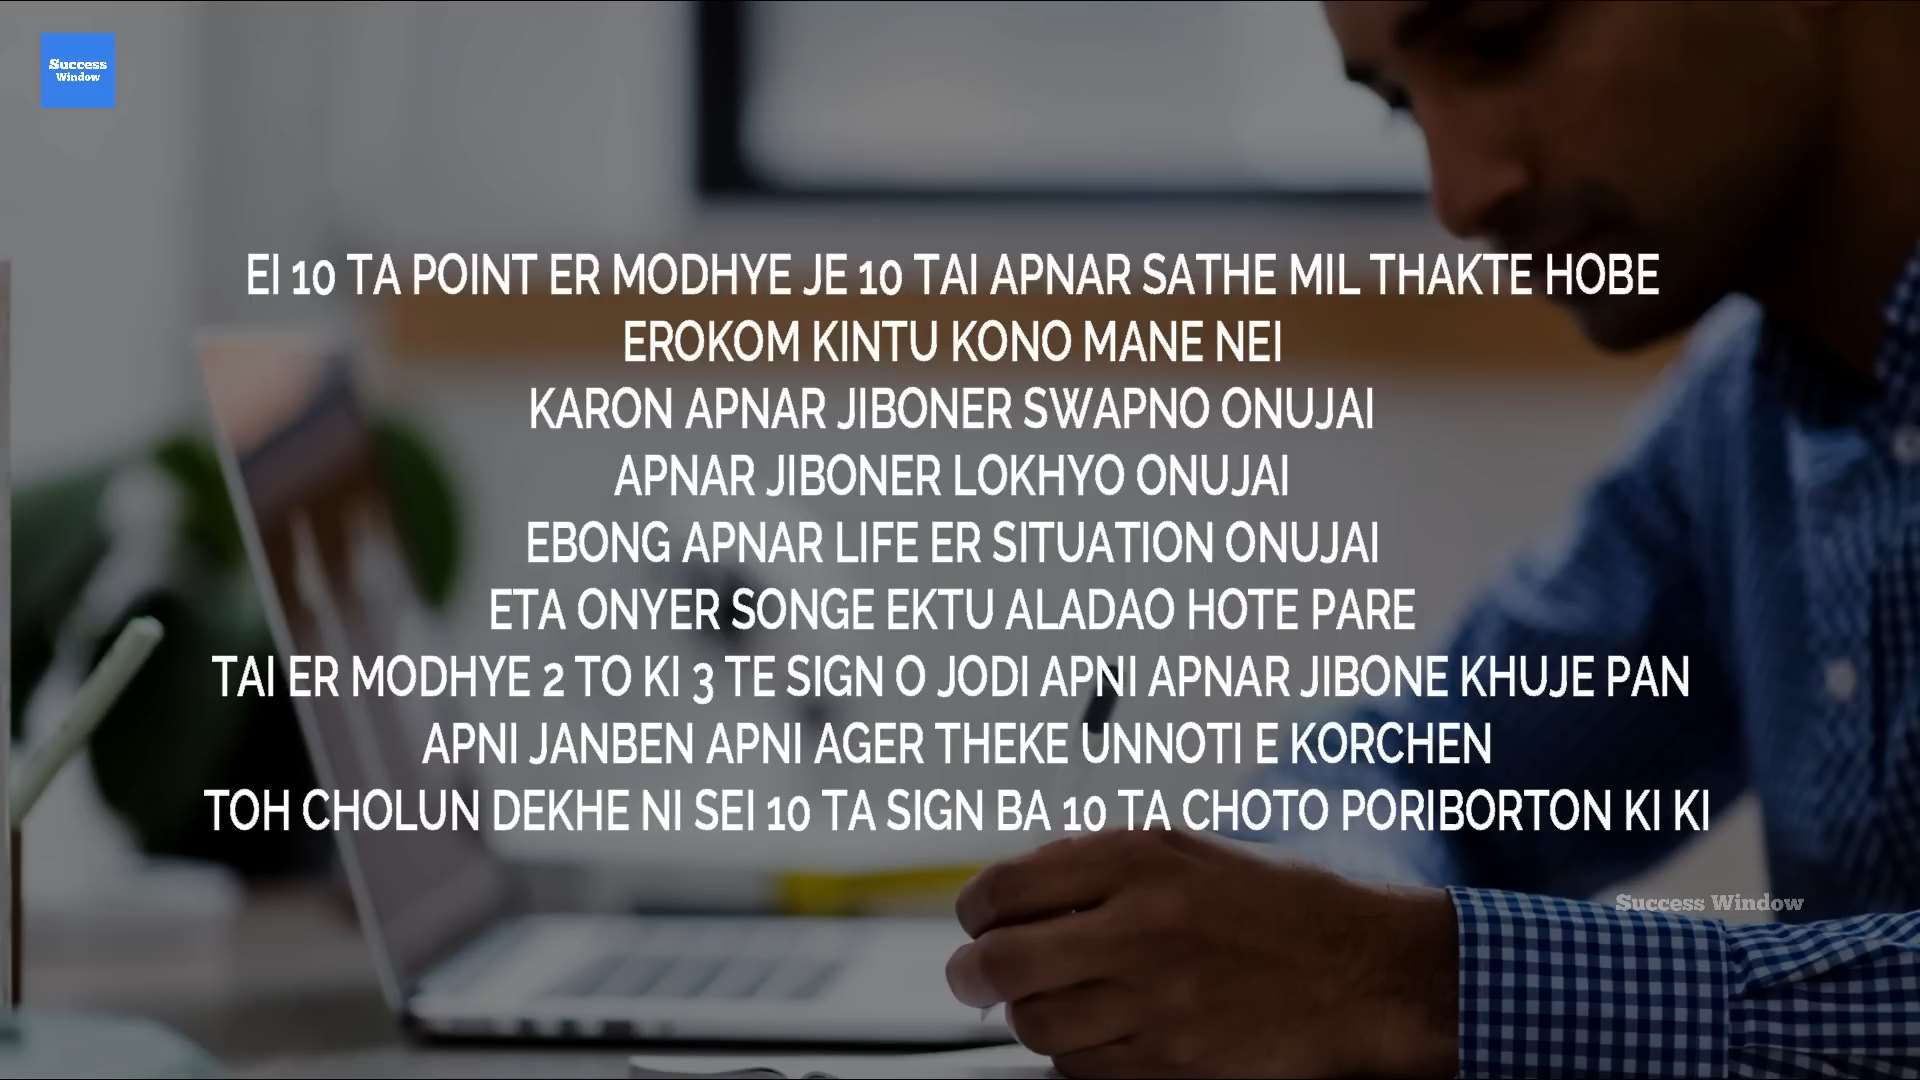 Success
Window
EI 10 TA POINT ER MODHYE JE 10 TAI APNAR SATHE MIL THAKTE HOBE
EROKOM KINTU KONO MANE NEI
KARON APNAR JIBONER SWAPNO ONUJAI
APNAR JIBONER LOKHYO ONUJAI
EBONG APNAR LIFE ER SITUATION ONUJAI
ETA ONYER SONGE EKTU ALADAO HOTE PARE
TAI ER MODHYE 2 TO KI 3 TE SIGN O JODI APNI APNAR JIBONE KHUJE PAN
APNI JANBEN APNI AGER THEKE UNNOTI E KORCHEN
TOH CHOLUN DEKHE NI SEI 10 TA SIGN BA 10 TA CHOTO PORIBORTON KI KI
Success Window